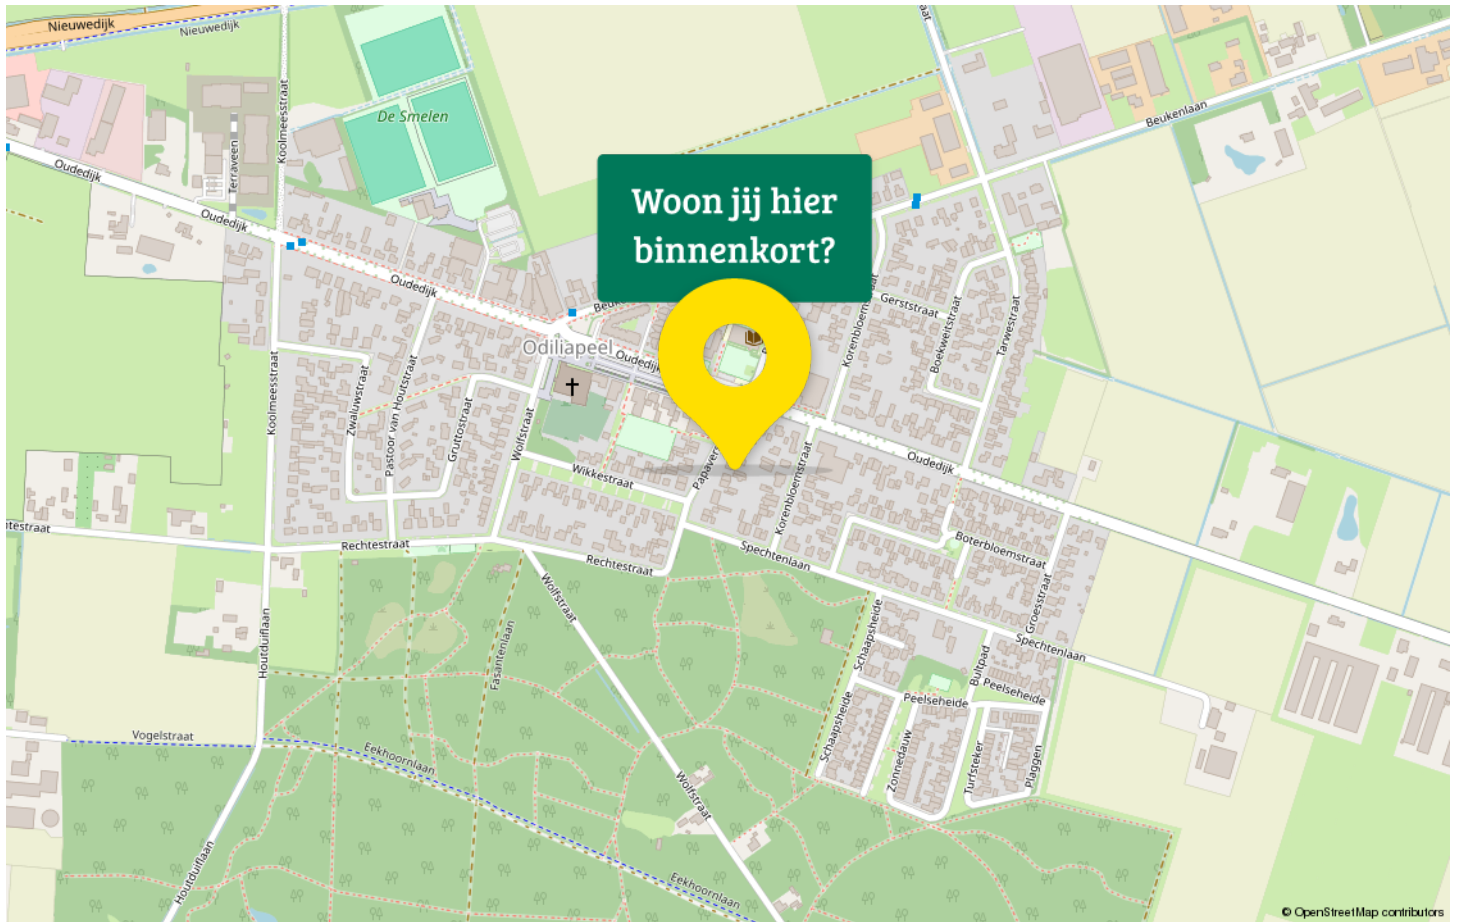 Nieuwedijk
Nieuwedijk
De Smelen
Koolmeesstraat
Terraveen
Oudedijk
Oudedijk
Beukenlaan
Woon jij hier
binnenkort?
Oudedijk
Gerststraat
Korenbloemstraat
Boekweitstraat
Tarwestraat
Odiliapeel
Oudedijk
Koolmeesstraat
Zwaluwstraat
Pastoor van Houtstraat
Gruttostraat
Wolfstraat
Wikkestraat
Korenbloemstraat
Oudedijk
Rechtestraat
Rechtestraat
Spechtenlaan
Boterbloemstraat
Groesstraat
Wolfstraat
Fasantenlaan
Houtduiflaan
Schaapsheide
Spechtenlaan
Bultpad
Peelseheide
Peelseheide
Schaapsheide
Zonnedauw
Turfsteker
Plaggen
Vogelstraat
Eekhoornlaan
Wolfstraat
Houtduiflaan
Eekhoornlaan
© OpenStreetMap contributors